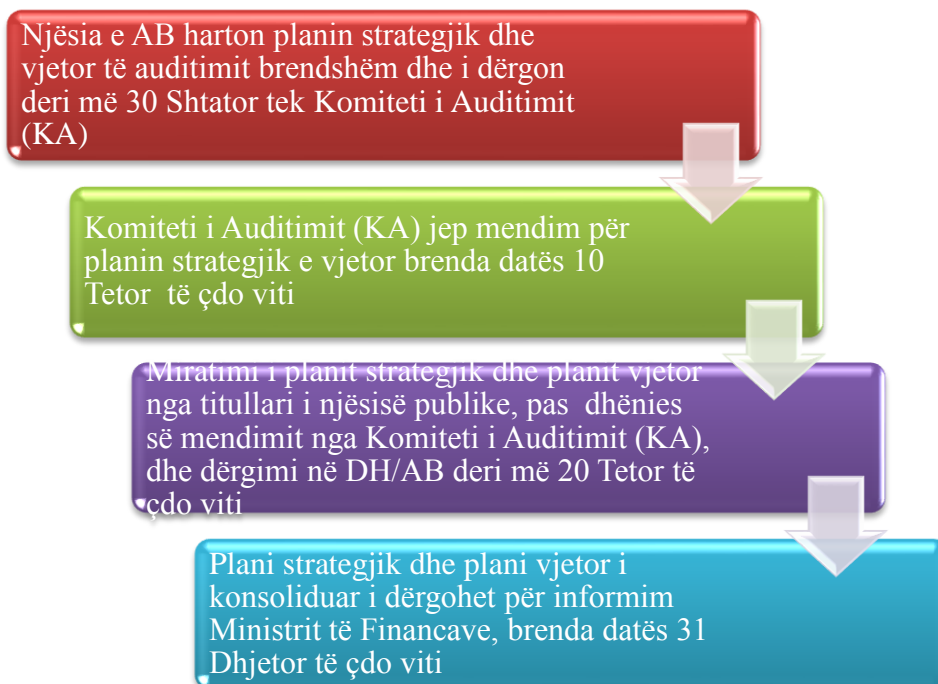 Njësia e AB harton planin strategjik dhe
vjetor të auditimit brendshëm dhe i dërgon
deri më 30 Shtator tek Komiteti i Auditimit
(KA)
Komiteti i Auditimit (KA) jep mendim për
planin strategjik e vjetor brenda datës 10
Tetor të çdo viti
Miratimi i planit strategjik dhe planit vjetor
nga titullari i njësisë publike, pas dhënies
së mendimit nga Komiteti i Auditimit (KA),
dhe dërgimi në DH/AB deri më 20 Tetor të
çdo viti
Plani strategjik dhe plani vjetor i
konsoliduar i dërgohet për informim
Ministrit të Financave, brenda datës 31
Dhjetor të çdo viti